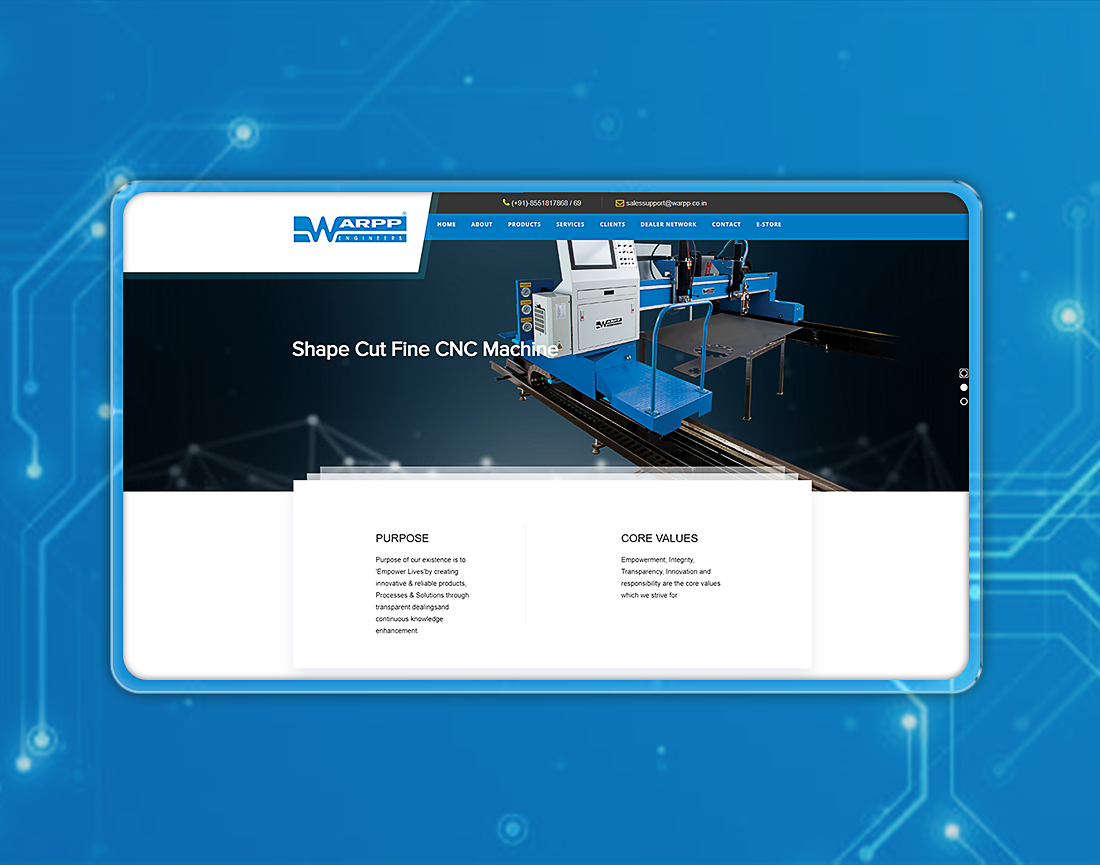 (+91)-8551817868 / 69
salessupport@warpp.co.in
WARPP
ENGINEERS
HOME ABOUT PRODUCTS SERVICES CLIENTS DEALER NETWORK CONTACT E-STORE
WARPP
Shape Cut Fine CNC Machine
PURPOSE
Purpose of our existence is to
'Empower Lives'by creating
innovative & reliable products,
Processes & Solutions through
transparent dealingsand
continuous knowledge
enhancement.
CORE VALUES
Empowerment, Integrity,
Transparency, Innovation and
responsibility are the core values
which we strive for